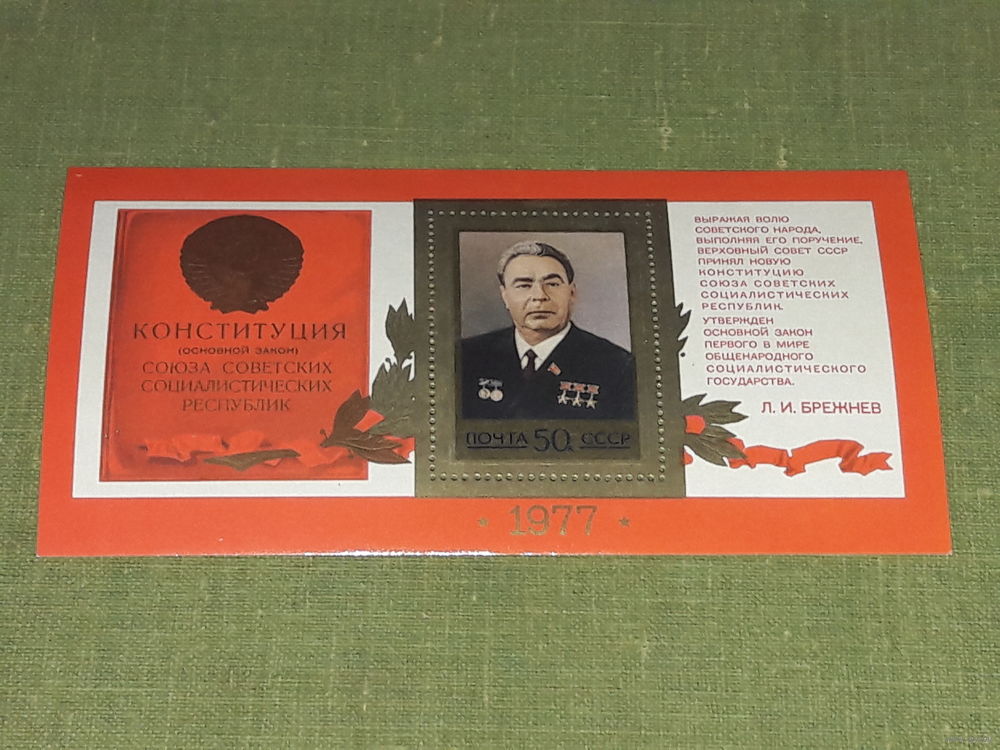 КОНСТИТУЦИЯ
(ОСНОВНОЙ ЗАКОН)
СОЮЗА СОВЕТСКИХ
СОЦИАЛИСТИЧЕСКИХ
РЕСПУБЛИК
ПОЧТА 50 СССР
ВЫРАЖАЯ ВОЛЮ
СОВЕТСКОГО НАРОДА,
ВЫПОЛНЯЯ ЕГО ПОРУЧЕНИЕ,
ВЕРХОВНЫЙ СОВЕТ СССР
ПРИНЯЛ НОВУЮ
КОНСТИТУЦИЮ
СОЮЗА СОВЕТСКИХ
СОЦИАЛИСТИЧЕСКИХ
РЕСПУБЛИК.
УТВЕРЖДЕН
ОСНОВНОЙ ЗАКОН
ПЕРВОГО В МИРЕ
ОБЩЕНАРОДНОГО
СОЦИАЛИСТИЧЕСКОГО
ГОСУДАРСТВА.
Л. И. БРЕЖНЕВ
1977